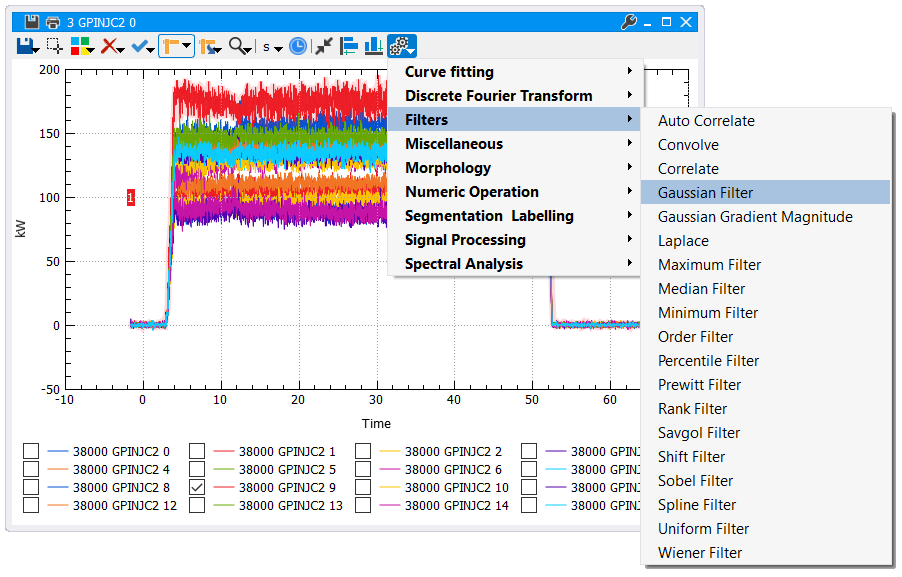 3 GPINJC2 0
s
200
150
100
50
0
-50
kW
1
-10
0
10
20
30
40
50
60
Time
Curve fitting
Discrete Fourier Transform
Filters
Miscellaneous
Morphology
Numeric Operation
Segmentation Labelling
Signal Processing
Spectral Analysis
Auto Correlate
Convolve
Correlate
Gaussian Filter
Gaussian Gradient Magnitude
Laplace
Maximum Filter
Median Filter
Minimum Filter
Order Filter
Percentile Filter
Prewitt Filter
Rank Filter
Savgol Filter
Shift Filter
Sobel Filter
Spline Filter
Uniform Filter
Wiener Filter
38000 GPINJC2 0 38000 GPINJC2 1 38000 GPINJC2 2 38000 GPINJ
38000 GPINJC2 4 38000 GPINJC2 5 38000 GPINJC2 6 38000 GPINJ
38000 GPINJC2 8 38000 GPINJC2 9 38000 GPINJC2 10 38000 GPINJ
38000 GPINJC2 12 38000 GPINJC2 13 38000 GPINJC2 14 38000 GPINJ